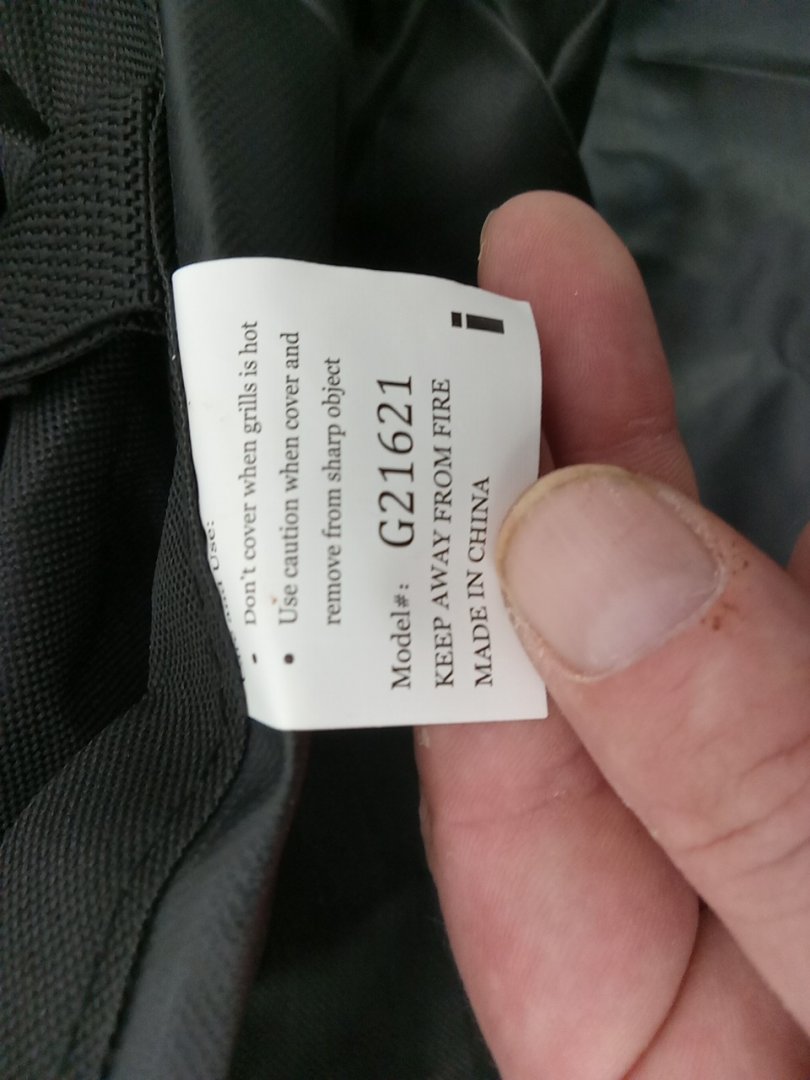 Use:
- Don't cover when grills is hot
• Use caution when cover and
remove from sharp object
Model#: G21621
KEEP AWAY FROM FIRE
MADE IN CHINA
i